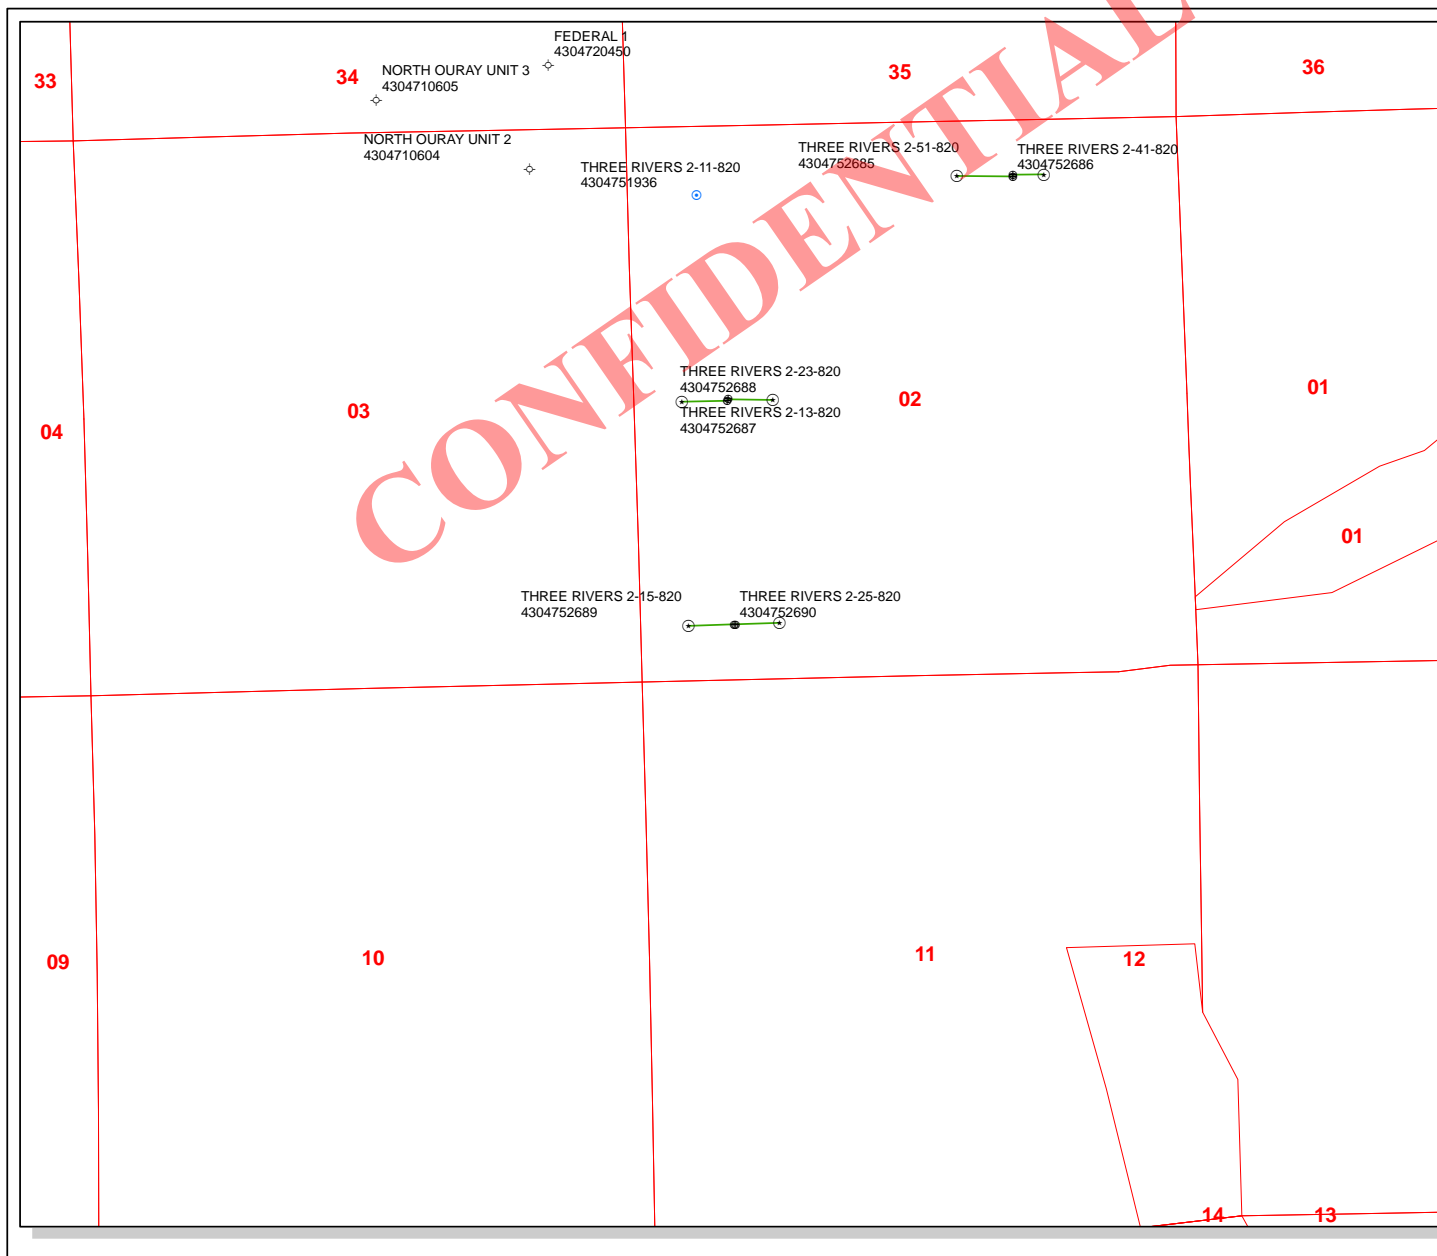 FEDERAL 1
4304720450
33
34
NORTH OURAY UNIT 3
4304710605
35
36
NORTH OURAY UNIT 2
4304710604
THREE RIVERS 2-11-820
4304751936
THREE RIVERS 2-51-820
4304752685
THREE RIVERS 2-41-820
4304752686
CONFIDENTIAL
THREE RIVERS 2-23-820
4304752688
THREE RIVERS 2-13-820
4304752687
04
03
02
01
01
THREE RIVERS 2-15-820
4304752689
THREE RIVERS 2-25-820
4304752690
09
10
11
12
14
13